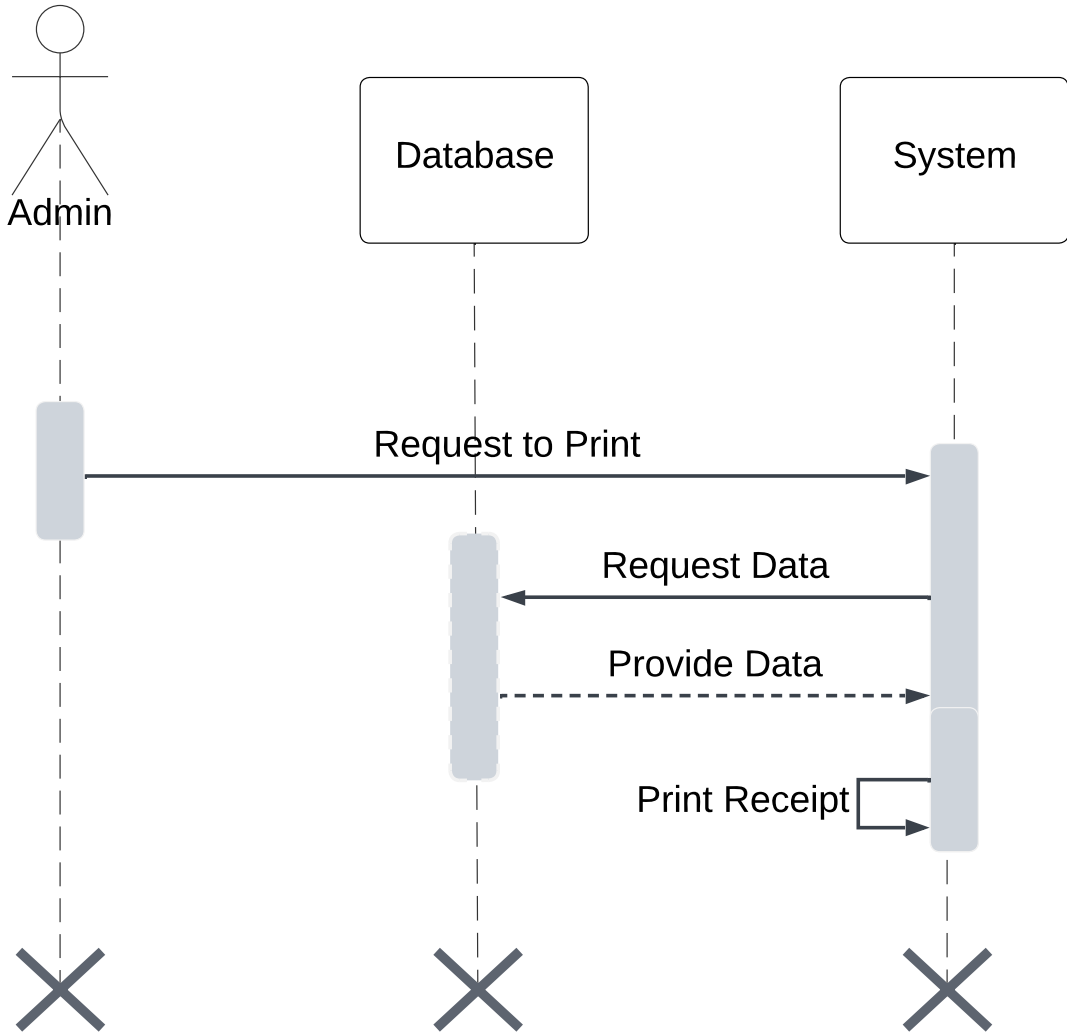 Database
System
Admin
Request to Print
Request Data
Provide Data
Print Receipt